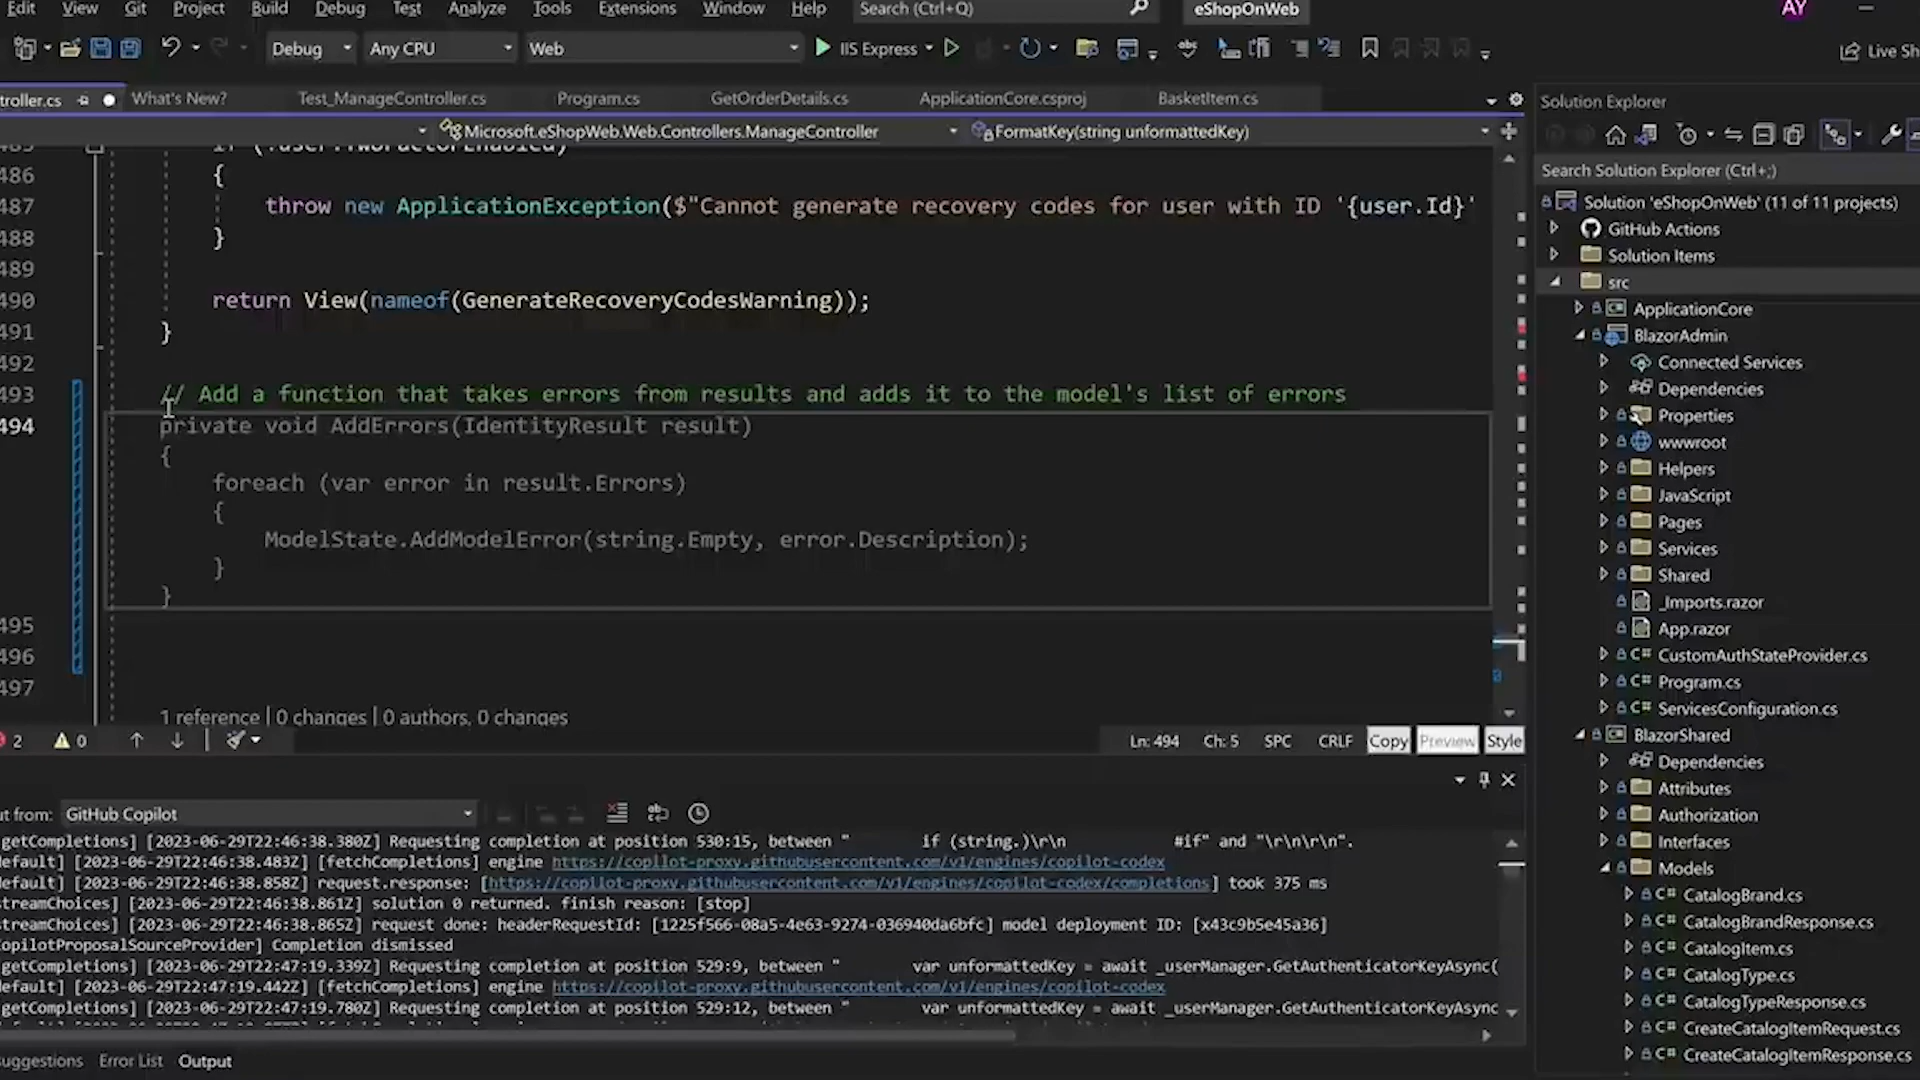 Edit View Git Project Build Debug Test Analyze Tools Extensions Window Help Search (Ctrl+Q) eShopOnWeb AY
Debug Any CPU Web IIS Express Live Sh
troller.cs What's New? Test_ManageController.cs Program.cs GetOrderDetails.cs ApplicationCore.csproj BasketItem.cs
Microsoft.eShopWeb.Web.Controllers.ManageController FormatKey(string unformattedKey)
486 {
487 throw new ApplicationException($"Cannot generate recovery codes for user with ID '{user.Id}'
488 }
489
490 return View(nameof(GenerateRecoveryCodesWarning));
491 }
492
493 // Add a function that takes errors from results and adds it to the model's list of errors
494 private void AddErrors(IdentityResult result)
{
foreach (var error in result.Errors)
{
ModelState.AddModelError(string.Empty, error.Description);
}
}
495
496
497
1 reference | 0 changes | 0 authors, 0 changes
2 0 Ln: 494 Ch: 5 SPC CRLF Copy Preview Style
ut from: GitHub Copilot
getCompletions] [2023-06-29T22:46:38.380Z] Requesting completion at position 530:15, between " if (string.)\r\n #if" and "\r\n\r\n".
default] [2023-06-29T22:46:38.483Z] [fetchCompletions] engine https://copilot-proxy.githubusercontent.com/v1/engines/copilot-codex
default] [2023-06-29T22:46:38.858Z] request.response: [https://copilot-proxy.githubusercontent.com/v1/engines/copilot-codex/completions] took 375 ms
streamChoices] [2023-06-29T22:46:38.861Z] solution 0 returned. finish reason: [stop]
streamChoices] [2023-06-29T22:46:38.865Z] request done: headerRequestId: [1225f566-08a5-4e63-9274-036940da6bfc] model deployment ID: [x43c9b5e45a36]
CopilotProposalSourceProvider] Completion dismissed
getCompletions] [2023-06-29T22:47:19.339Z] Requesting completion at position 529:9, between " var unformattedKey = await _userManager.GetAuthenticatorKeyAsync(
default] [2023-06-29T22:47:19.442Z] [fetchCompletions] engine https://copilot-proxy.githubusercontent.com/v1/engines/copilot-codex
getCompletions] [2023-06-29T22:47:19.780Z] Requesting completion at position 529:12, between " var unformattedKey = await _userManager.GetAuthenticatorKeyAsync
uggestions Error List Output
Solution Explorer
Search Solution Explorer (Ctrl+;)
Solution 'eShopOnWeb' (11 of 11 projects)
GitHub Actions
Solution Items
src
ApplicationCore
BlazorAdmin
Connected Services
Dependencies
Properties
wwwroot
Helpers
JavaScript
Pages
Services
Shared
_Imports.razor
App.razor
C# CustomAuthStateProvider.cs
C# Program.cs
C# ServicesConfiguration.cs
BlazorShared
Dependencies
Attributes
Authorization
Interfaces
Models
C# CatalogBrand.cs
C# CatalogBrandResponse.cs
C# CatalogItem.cs
C# CatalogType.cs
C# CatalogTypeResponse.cs
C# CreateCatalogItemRequest.cs
C# CreateCatalogItemResponse.cs